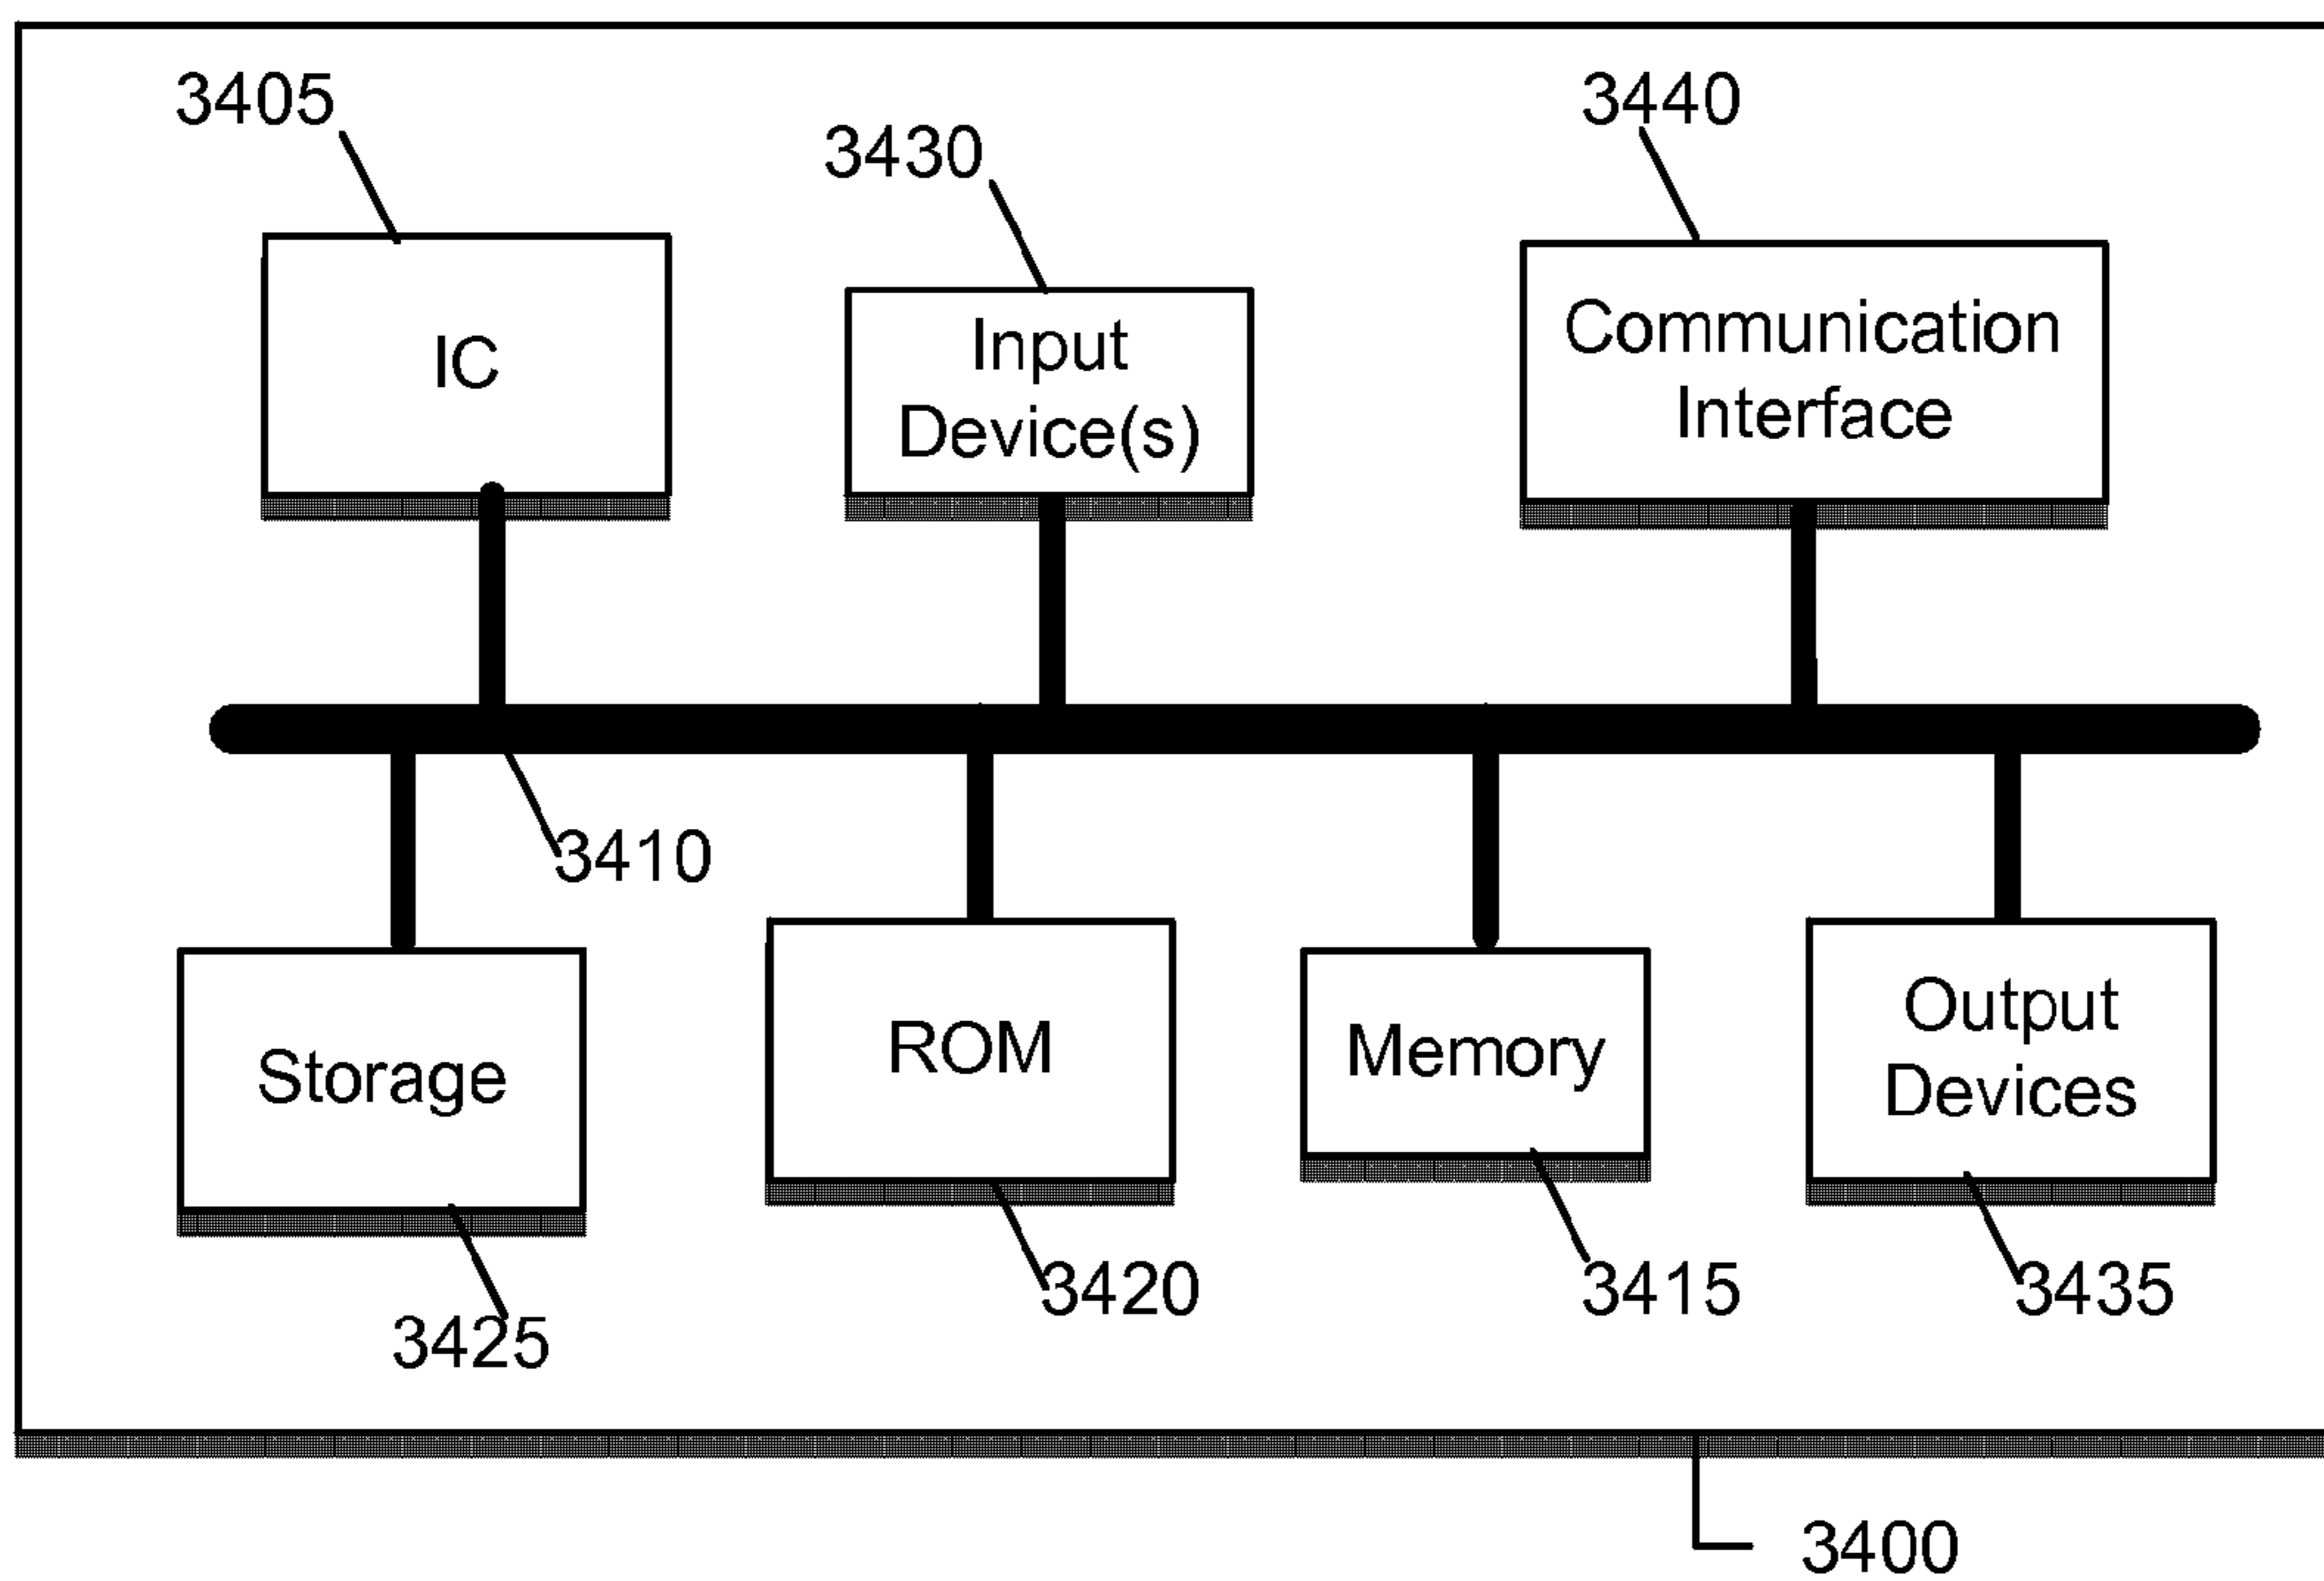 3405
3430
3440
IC
Input
Device(s)
Communication
Interface
3410
Storage
ROM
Memory
Output
Devices
3425
3420
3415
3435
3400